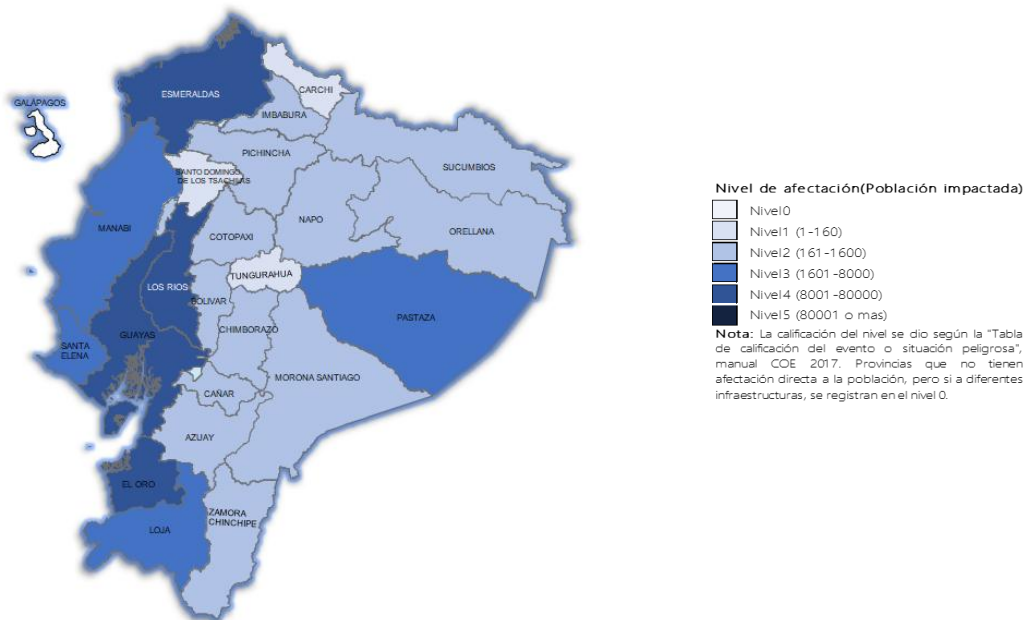 ESMERALDAS
CARCHI
GALÁPAGOS
IMBABURA
PICHINCHA
SUCUMBIOS
SANTO DOMINGO
DE LOS TSACHILAS
NAPO
MANABI
COTOPAXI
ORELLANA
TUNGURAHUA
LOS RIOS
BOLIVAR
PASTAZA
CHIMBORAZO
GUAYAS
SANTA
ELENA
MORONA SANTIAGO
CAÑAR
AZUAY
EL ORO
ZAMORA
CHINCHIPE
LOJA
Nivel de afectación(Población impactada)
Nivel0
Nivel1 (1-160)
Nivel2 (161-1600)
Nivel3 (1601-8000)
Nivel4 (8001-80000)
Nivel5 (80001 o mas)
Nota: La calificación del nivel se dio según la "Tabla
de calificación del evento o situación peligrosa",
manual COE 2017. Provincias que no tienen
afectación directa a la población, pero si a diferentes
infraestructuras, se registran en el nivel 0.